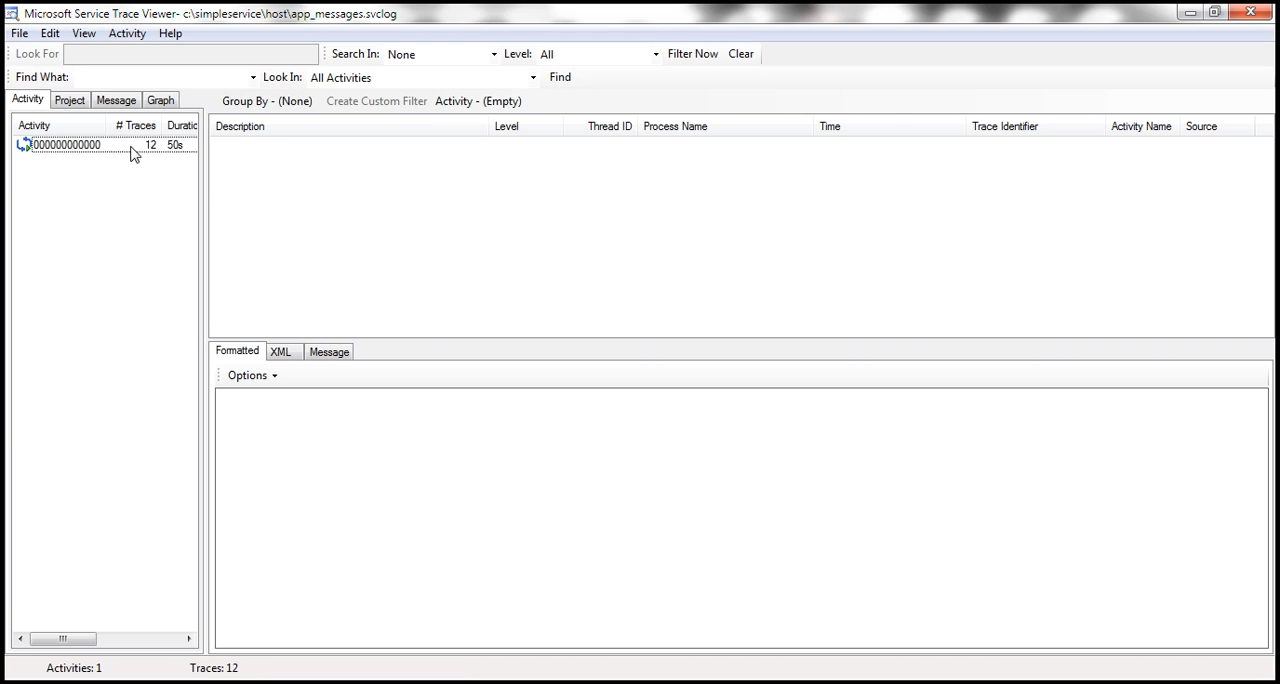 Microsoft Service Trace Viewer- c:\simpleservice\host\app_messages.svclog
File Edit View Activity Help
Look For Search In: None Level: All Filter Now Clear
Find What: Look In: All Activities Find
Activity Project Message Graph Group By - (None) Create Custom Filter Activity - (Empty)
Activity # Traces Duratic Description Level Thread ID Process Name Time Trace Identifier Activity Name Source
000000000000 12 50s
Formatted XML Message
Options
Activities: 1 Traces: 12